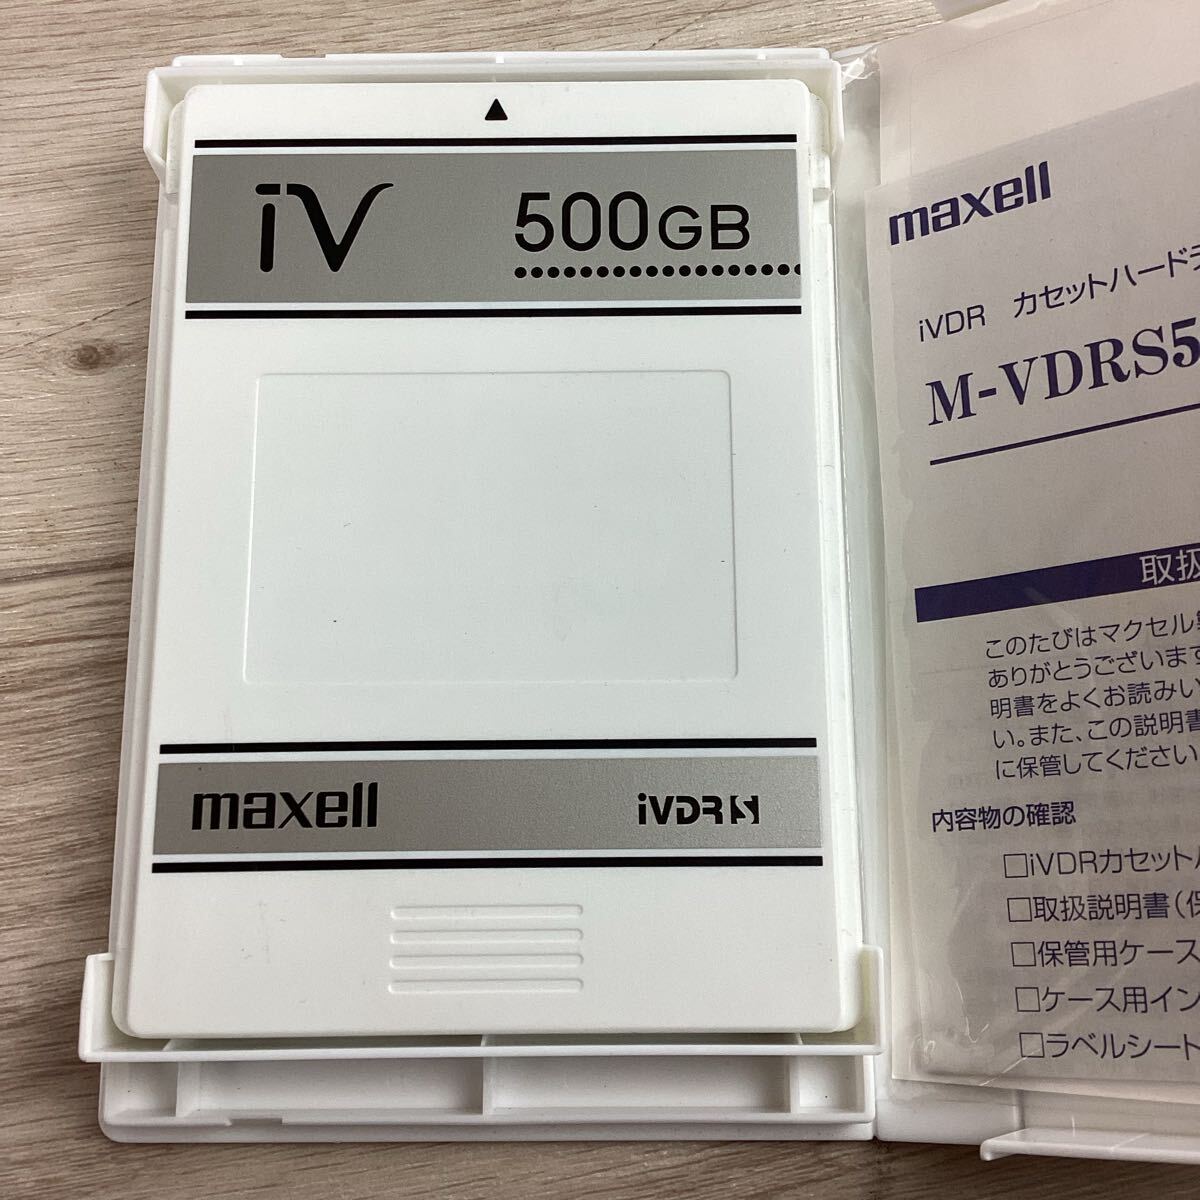 iV 500GB
maxell iVDR S
maxell
iVDR カセットハード
M-VDRS5
取扱
このたびはマクセル
ありがとうございます
明書をよくお読みい
い。また、この説明書
に保管してください
内容物の確認
□iVDRカセット
□取扱説明書(保
□保管用ケース
□ケース用イン
□ラベルシート